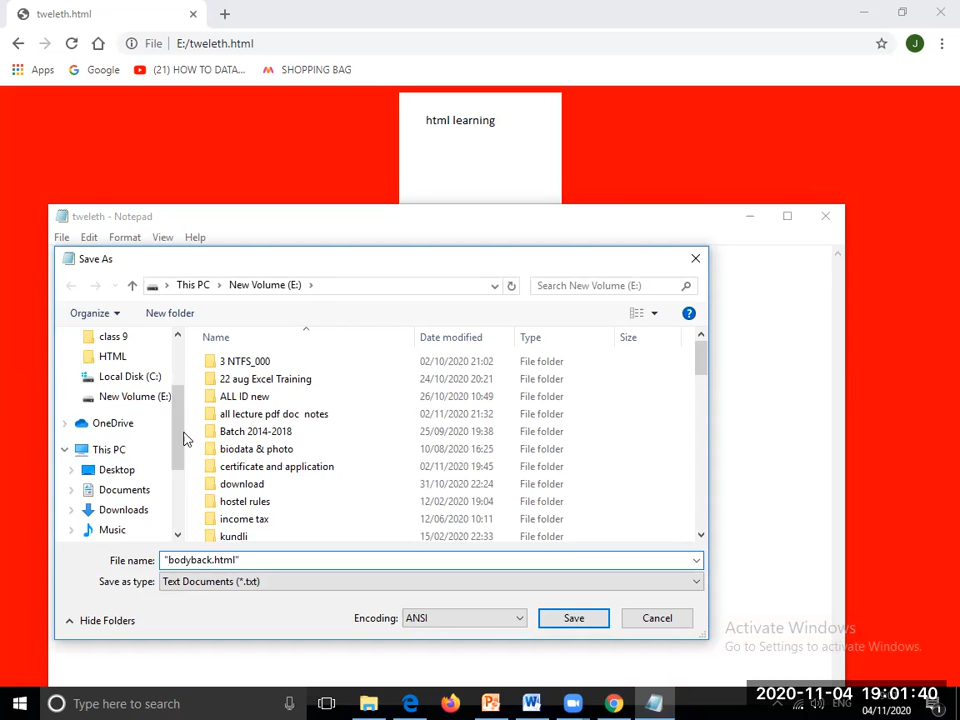 tweleth.html
File E:/tweleth.html
J
Apps Google (21) HOW TO DATA... SHOPPING BAG
html learning
tweleth - Notepad
File Edit Format View Help
Save As
This PC New Volume (E:)
Search New Volume (E:)
Organize New folder
class 9
HTML
Local Disk (C:)
New Volume (E:)
OneDrive
This PC
Desktop
Documents
Downloads
Music
Name Date modified Type Size
3 NTFS_000 02/10/2020 21:02 File folder
22 aug Excel Training 24/10/2020 20:21 File folder
ALL ID new 26/10/2020 10:49 File folder
all lecture pdf doc notes 02/11/2020 21:32 File folder
Batch 2014-2018 25/09/2020 19:38 File folder
biodata & photo 10/08/2020 16:25 File folder
certificate and application 02/11/2020 19:45 File folder
download 31/10/2020 22:24 File folder
hostel rules 12/02/2020 19:04 File folder
income tax 12/06/2020 10:11 File folder
kundli 15/02/2020 22:33 File folder
File name: "bodyback.html"
Save as type: Text Documents (*.txt)
Hide Folders
Encoding: ANSI
Save
Cancel
Activate Windows
Go to Settings to activate Windows.
Type here to search
2020-11-04 19:01:40
ENG
04/11/2020